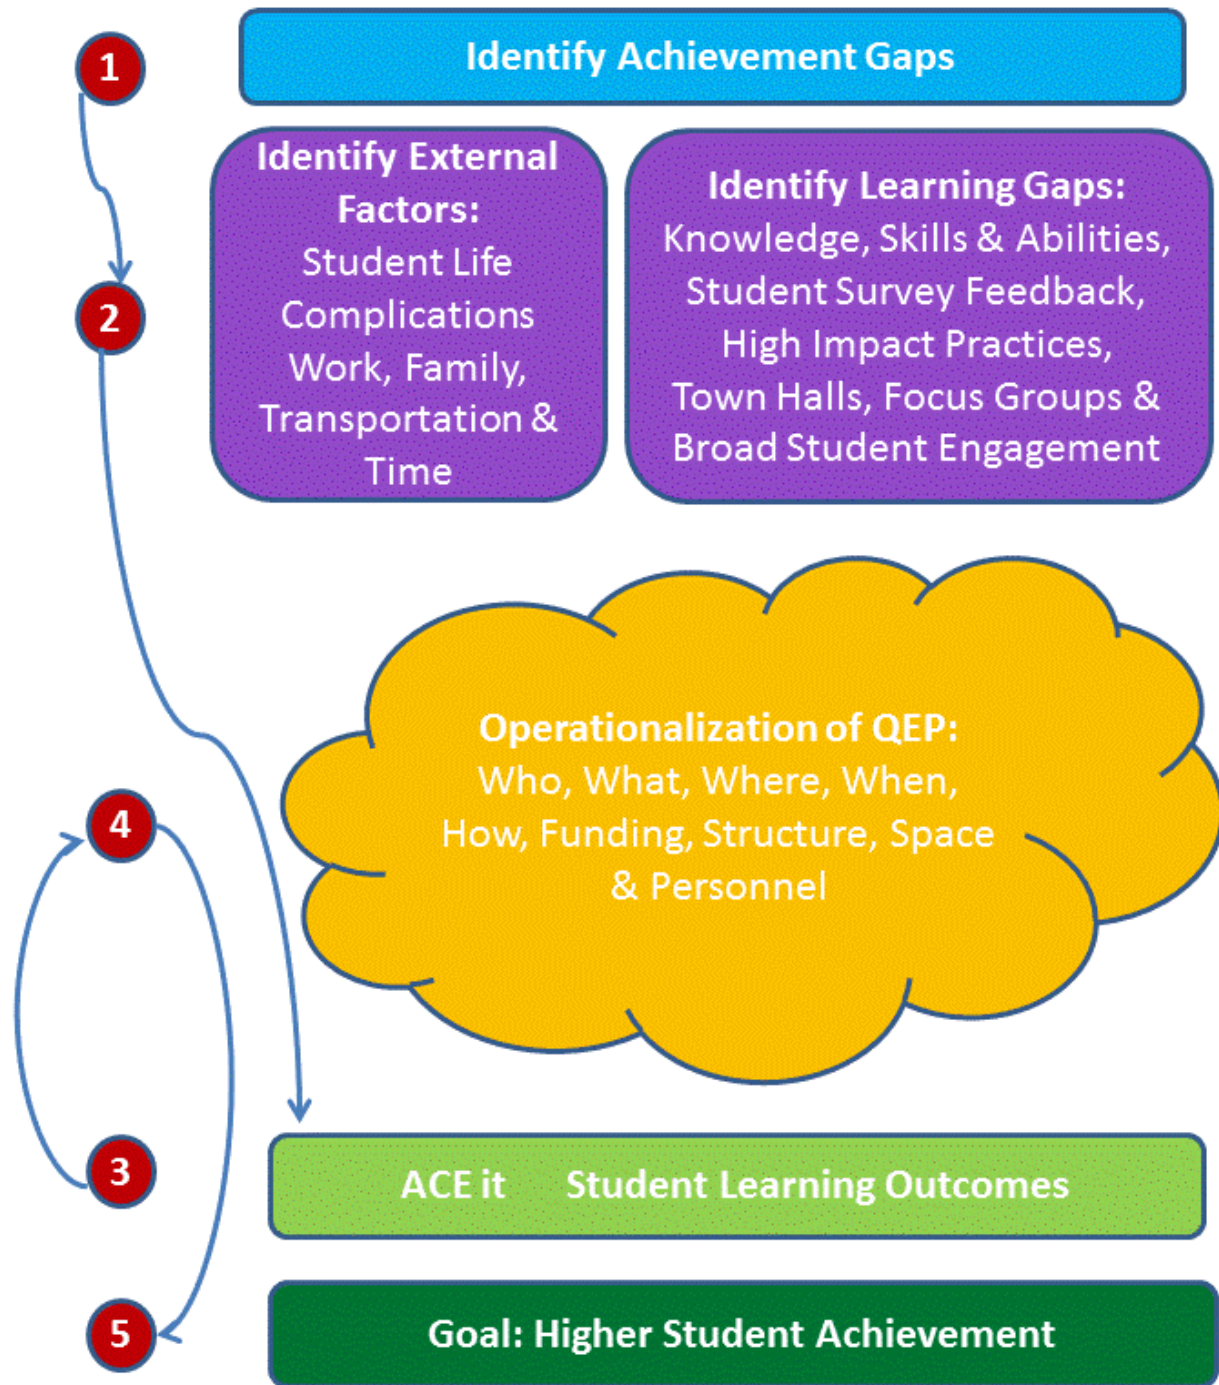 1
Identify Achievement Gaps
Identify External
Factors:
Student Life
Complications
Work, Family,
Transportation &
Time
Identify Learning Gaps:
Knowledge, Skills & Abilities,
Student Survey Feedback,
High Impact Practices,
Town Halls, Focus Groups &
Broad Student Engagement
2
Operationalization of QEP:
Who, What, Where, When,
How, Funding, Structure, Space
& Personnel
4
3
ACE it Student Learning Outcomes
5
Goal: Higher Student Achievement